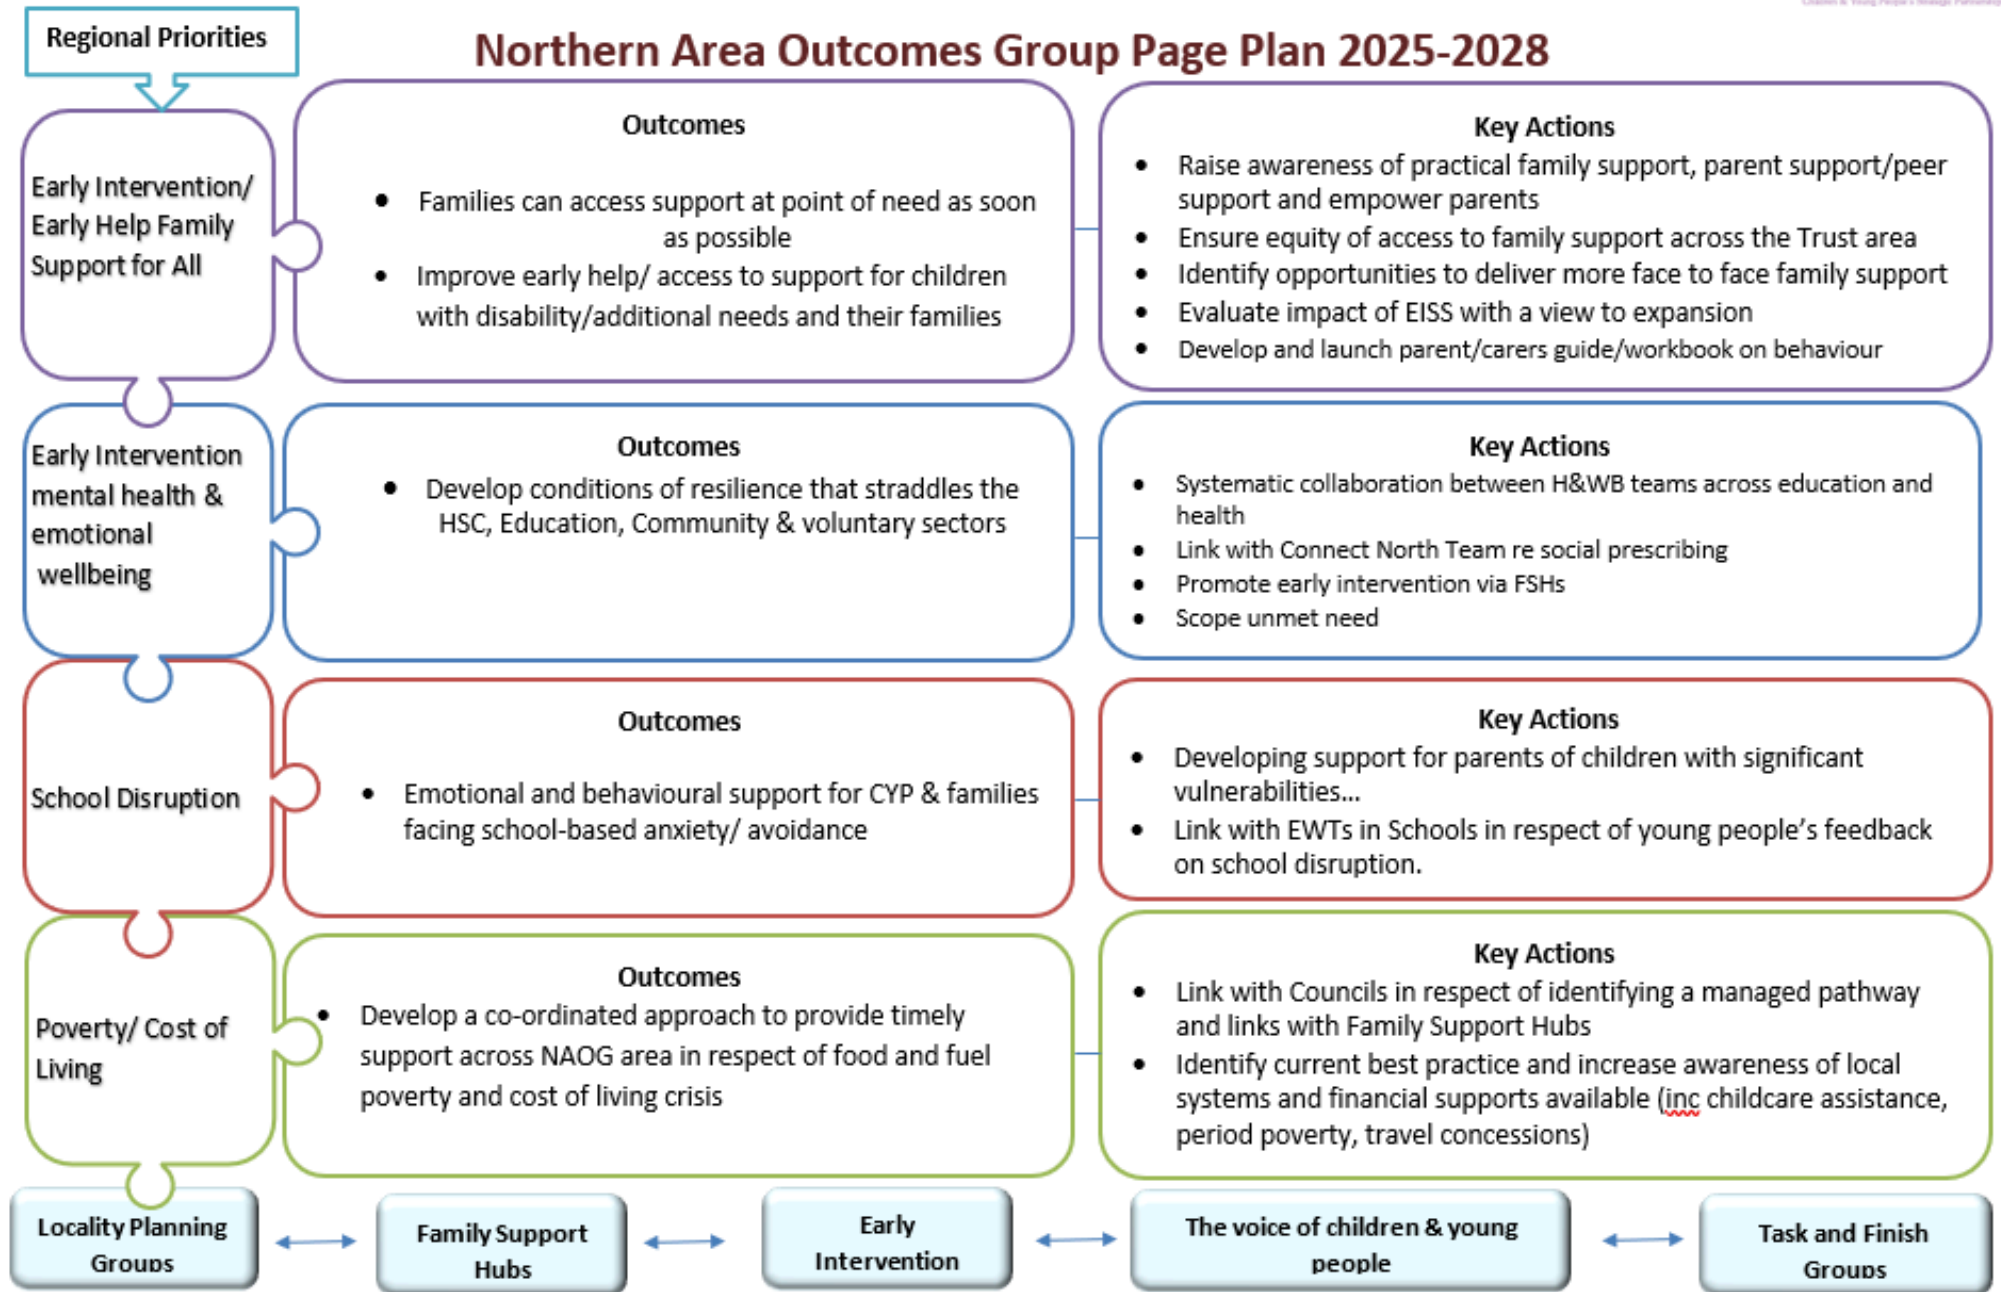 Children & Young People's Strategic Partnership
Regional Priorities
Northern Area Outcomes Group Page Plan 2025-2028
Early Intervention/
Early Help Family
Support for All
Outcomes
• Families can access support at point of need as soon
as possible
• Improve early help/ access to support for children
with disability/additional needs and their families
Key Actions
• Raise awareness of practical family support, parent support/peer
support and empower parents
• Ensure equity of access to family support across the Trust area
• Identify opportunities to deliver more face to face family support
• Evaluate impact of EISS with a view to expansion
• Develop and launch parent/carers guide/workbook on behaviour
Early Intervention
mental health &
emotional
wellbeing
Outcomes
• Develop conditions of resilience that straddles the
HSC, Education, Community & voluntary sectors
Key Actions
• Systematic collaboration between H&WB teams across education and
health
• Link with Connect North Team re social prescribing
• Promote early intervention via FSHs
• Scope unmet need
School Disruption
Outcomes
• Emotional and behavioural support for CYP & families
facing school-based anxiety/ avoidance
Key Actions
• Developing support for parents of children with significant
vulnerabilities...
• Link with EWTs in Schools in respect of young people's feedback
on school disruption.
Poverty/ Cost of
Living
Outcomes
• Develop a co-ordinated approach to provide timely
support across NAOG area in respect of food and fuel
poverty and cost of living crisis
Key Actions
• Link with Councils in respect of identifying a managed pathway
and links with Family Support Hubs
• Identify current best practice and increase awareness of local
systems and financial supports available (inc childcare assistance,
period poverty, travel concessions)
Locality Planning
Groups
Family Support
Hubs
Early
Intervention
The voice of children & young
people
Task and Finish
Groups